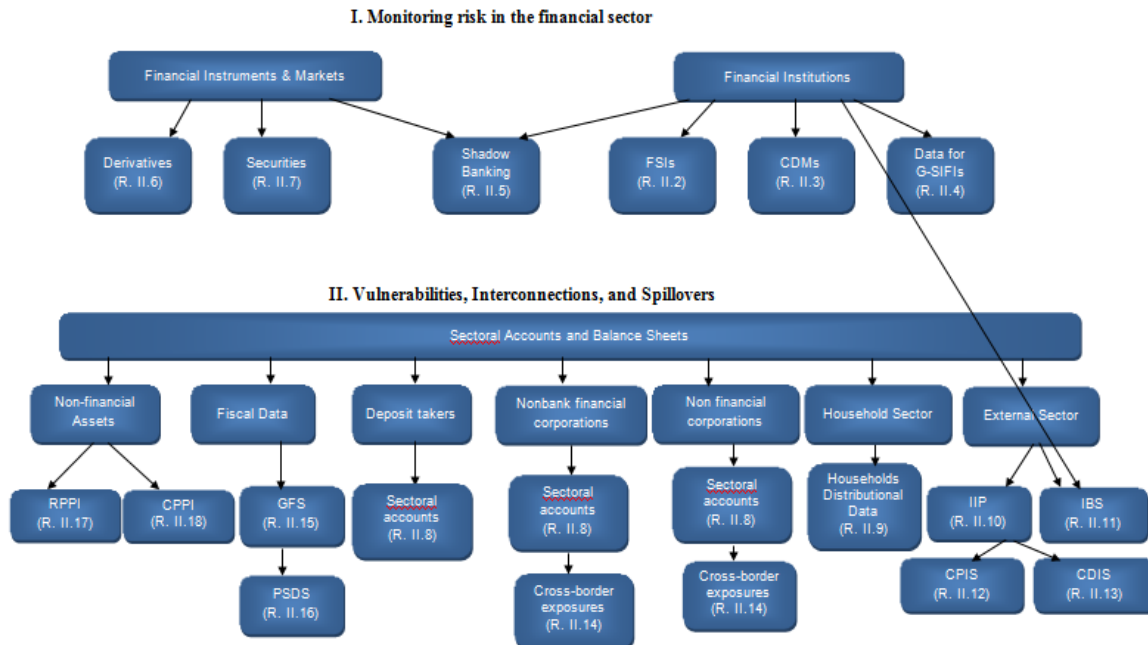 I. Monitoring risk in the financial sector
Financial Instruments & Markets
Financial Institutions
Derivatives
(R. II.6)
Securities
(R. II.7)
Shadow
Banking
(R. II.5)
FSIs
(R. II.2)
CDMs
(R. II.3)
Data for
G-SIFIs
(R. II.4)
II. Vulnerabilities, Interconnections, and Spillovers
Sectoral Accounts and Balance Sheets
Non-financial
Assets
Fiscal Data
Deposit takers
Nonbank financial
corporations
Non financial
corporations
Household Sector
External Sector
RPPI
(R. II.17)
CPPI
(R. II.18)
GFS
(R. II.15)
Sectoral
accounts
(R. II.8)
Sectoral
accounts
(R. II.8)
Sectoral
accounts
(R. II.8)
Households
Distributional
Data
(R. II.9)
IIP
(R. II.10)
IBS
(R. II.11)
PSDS
(R. II.16)
Cross-border
exposures
(R. II.14)
Cross-border
exposures
(R. II.14)
CPIS
(R. II.12)
CDIS
(R. II.13)